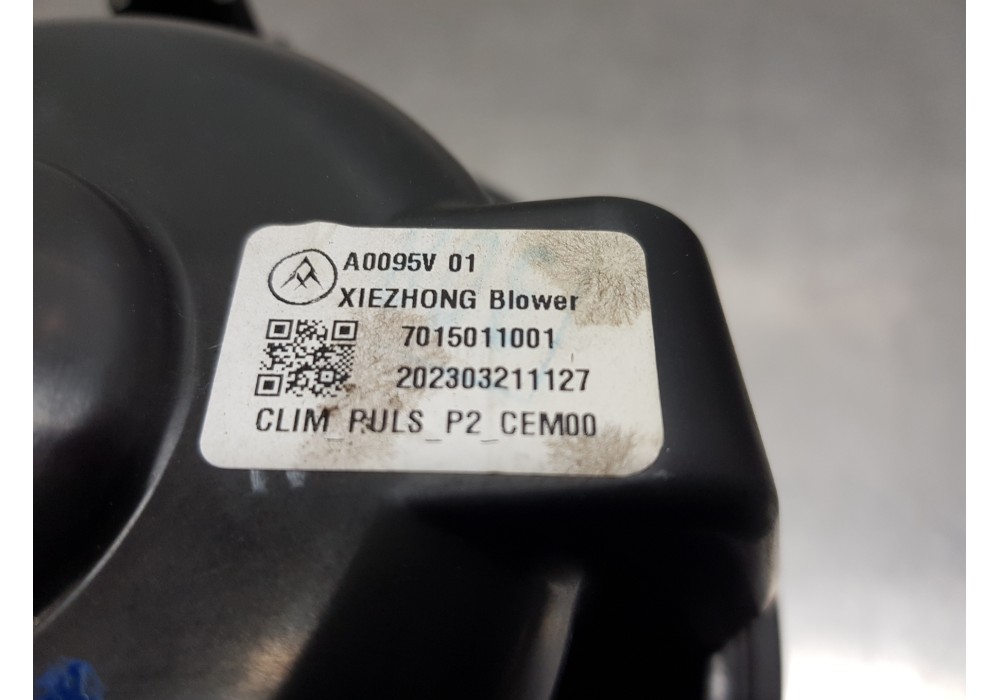 A0095V 01
XIEZHONG Blower
7015011001
202303211127
CLIM_PULS_P2_CEM00